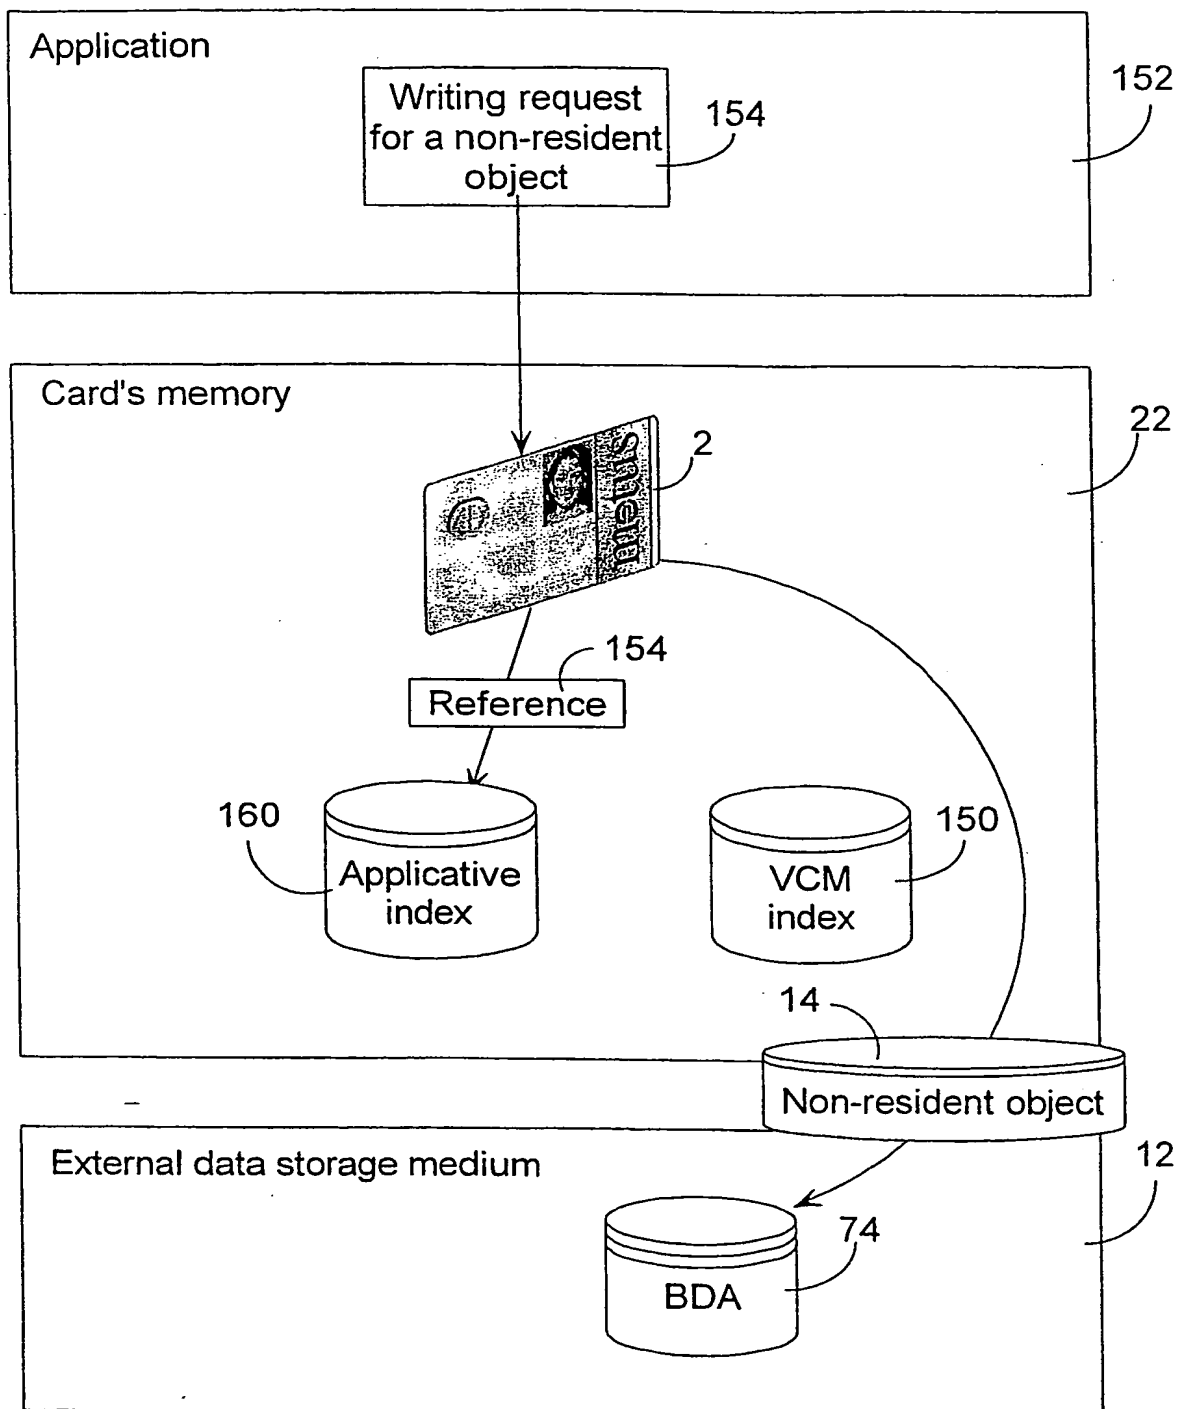 Application
152
Writing request
for a non-resident
object
154
Card's memory
22
2
smeıu
154
Reference
160
Applicative
index
150
VCM
index
14
Non-resident object
External data storage medium
12
74
BDA